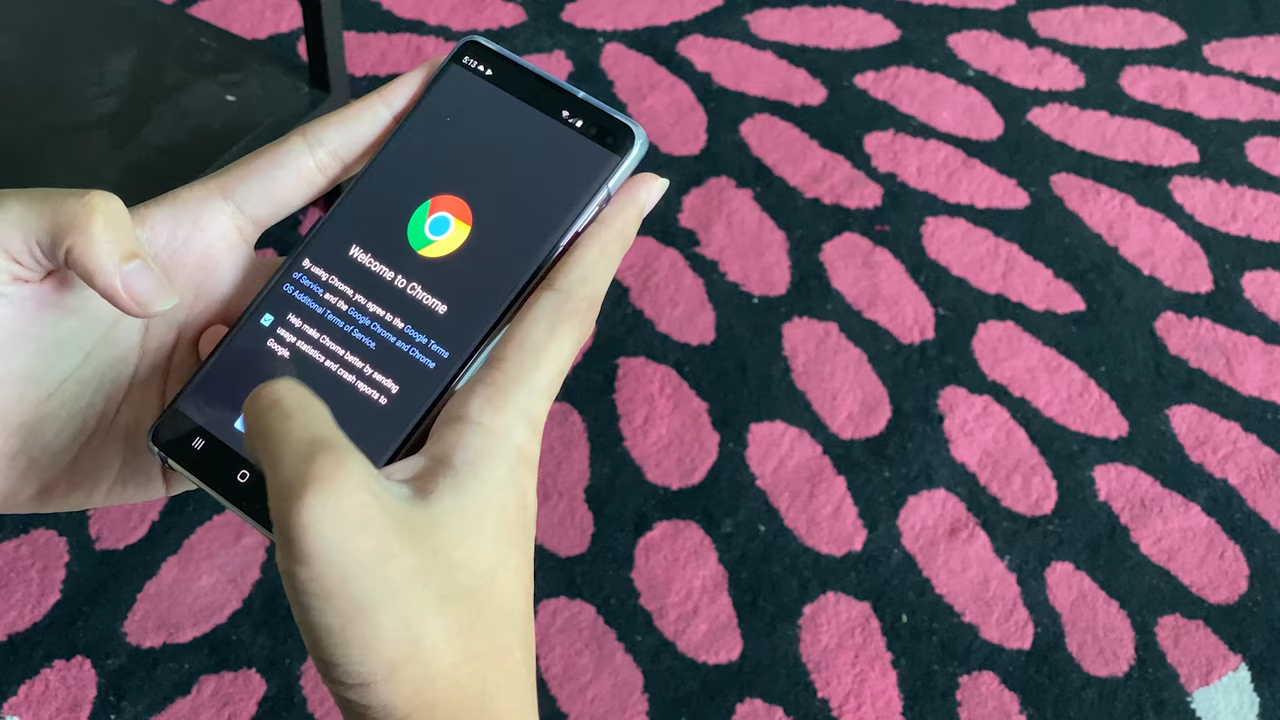 5:13
Welcome to Chrome
By using Chrome, you agree to the Google Terms
of Service, and the Google Chrome and Chrome
OS Additional Terms of Service.
Help make Chrome better by sending
usage statistics and crash reports to
Google.